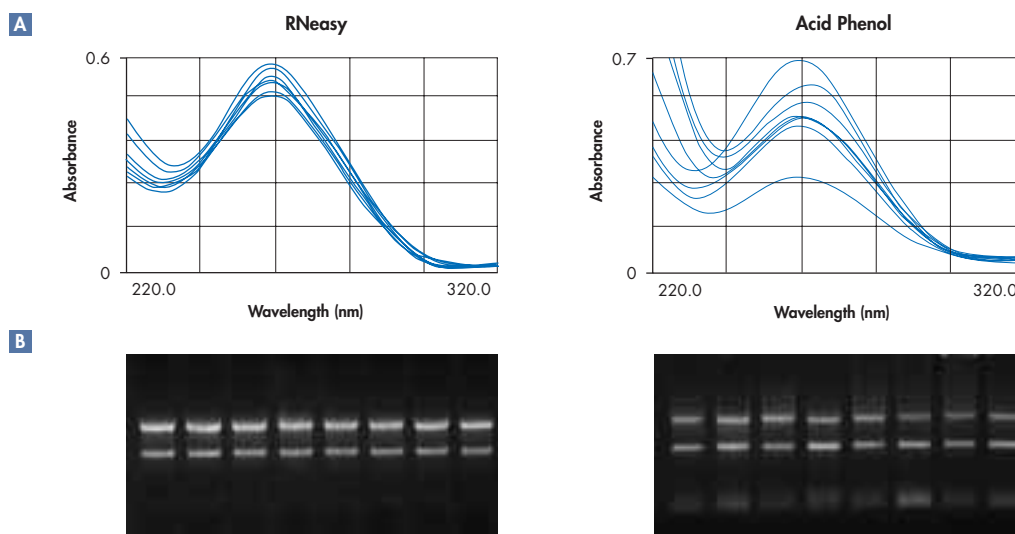 A
RNeasy
0.6
Absorbance
0
220.0
320.0
Wavelength (nm)
Acid Phenol
0.7
Absorbance
0
220.0
320.0
Wavelength (nm)
B